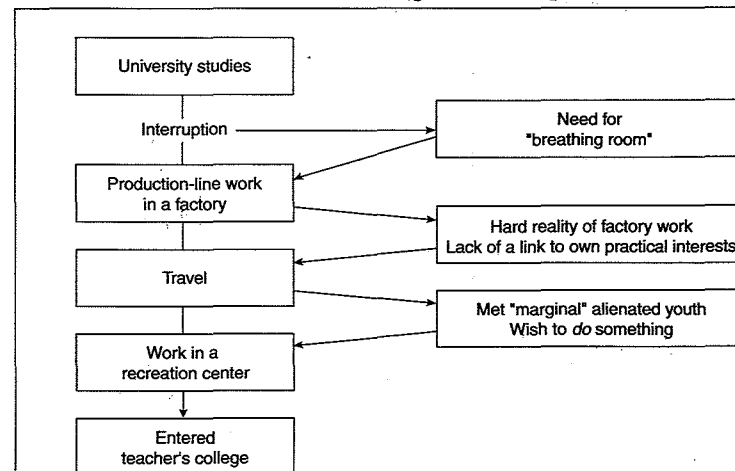 University studies
Interruption
Need for
"breathing room"
Production-line work
in a factory
Hard reality of factory work
Lack of a link to own practical interests
Travel
Met "marginal" alienated youth
Wish to do something
Work in a
recreation center
Entered
teacher's college